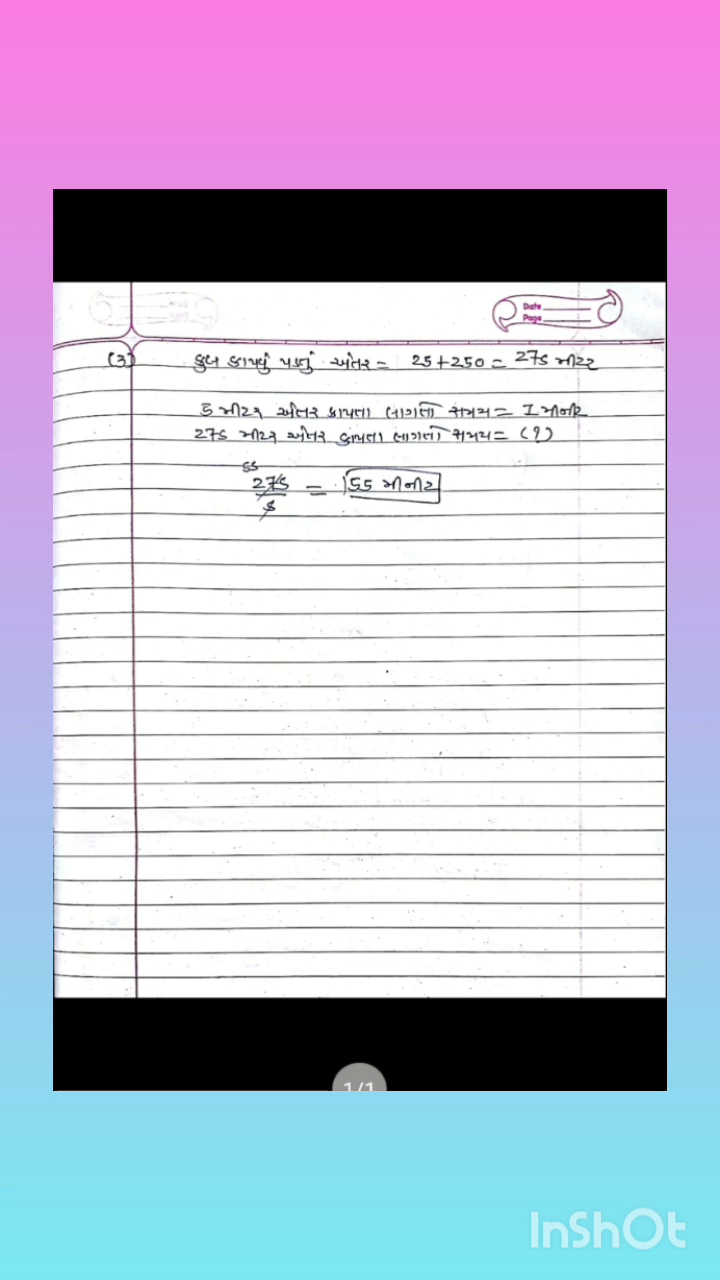 Date
Page
(3) કુલ કાપવું પડતું અંતર = 25+250 = 275 મીટર
5 મીટર અંતર કાપતા લાગતો સમય = 1 મીનીટ
275 મીટર અંતર કાપતા લાગતો સમય = (?)
55
275 = 55 મીનીટ
5
1/1
InShOt